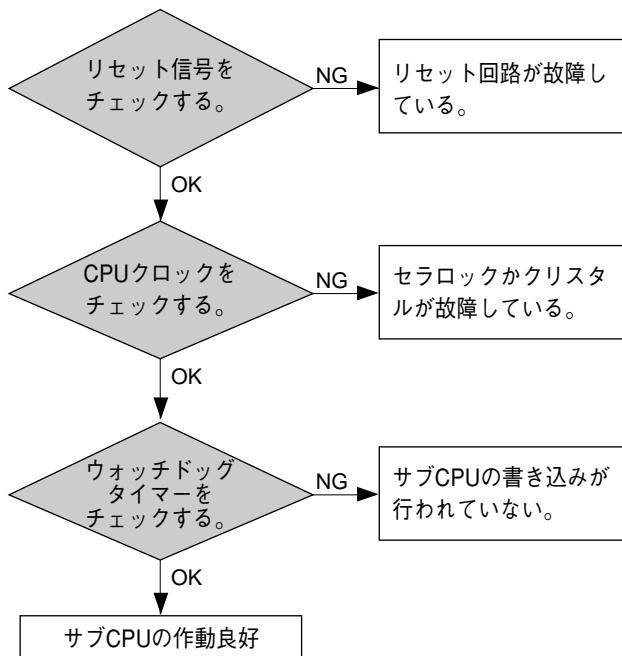 リセット信号を
チェックする。
NG
リセット回路が故障し
ている。
OK
CPUクロックを
チェックする。
NG
セラロックかクリスタ
ルが故障している。
OK
ウォッチドッグ
タイマーを
チェックする。
NG
サブCPUの書き込みが
行われていない。
OK
サブCPUの作動良好